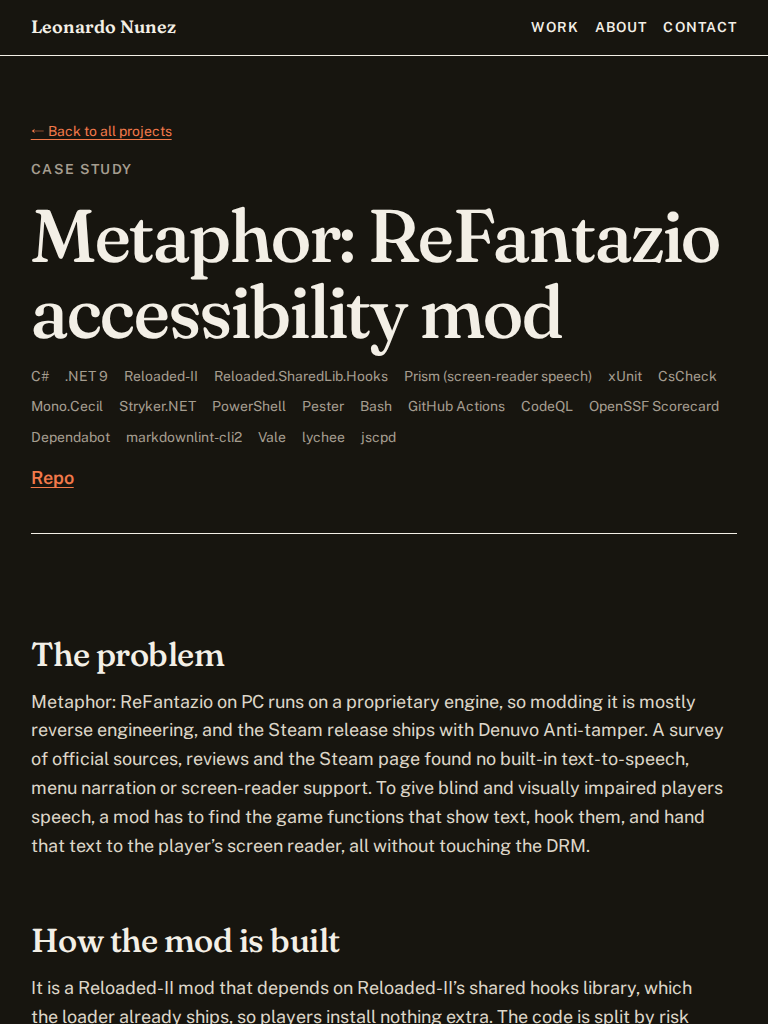 Leonardo Nunez
WORK ABOUT CONTACT
← Back to all projects
CASE STUDY
Metaphor: ReFantazio
accessibility mod
C# .NET 9 Reloaded-II Reloaded.SharedLib.Hooks Prism (screen-reader speech) xUnit CsCheck
Mono.Cecil Stryker.NET PowerShell Pester Bash GitHub Actions CodeQL OpenSSF Scorecard
Dependabot markdownlint-cli2 Vale lychee jscpd
Repo
The problem
Metaphor: ReFantazio on PC runs on a proprietary engine, so modding it is mostly
reverse engineering, and the Steam release ships with Denuvo Anti-tamper. A survey
of official sources, reviews and the Steam page found no built-in text-to-speech,
menu narration or screen-reader support. To give blind and visually impaired players
speech, a mod has to find the game functions that show text, hook them, and hand
that text to the player’s screen reader, all without touching the DRM.
How the mod is built
It is a Reloaded-II mod that depends on Reloaded-II’s shared hooks library, which
the loader already ships, so players install nothing extra. The code is split by risk